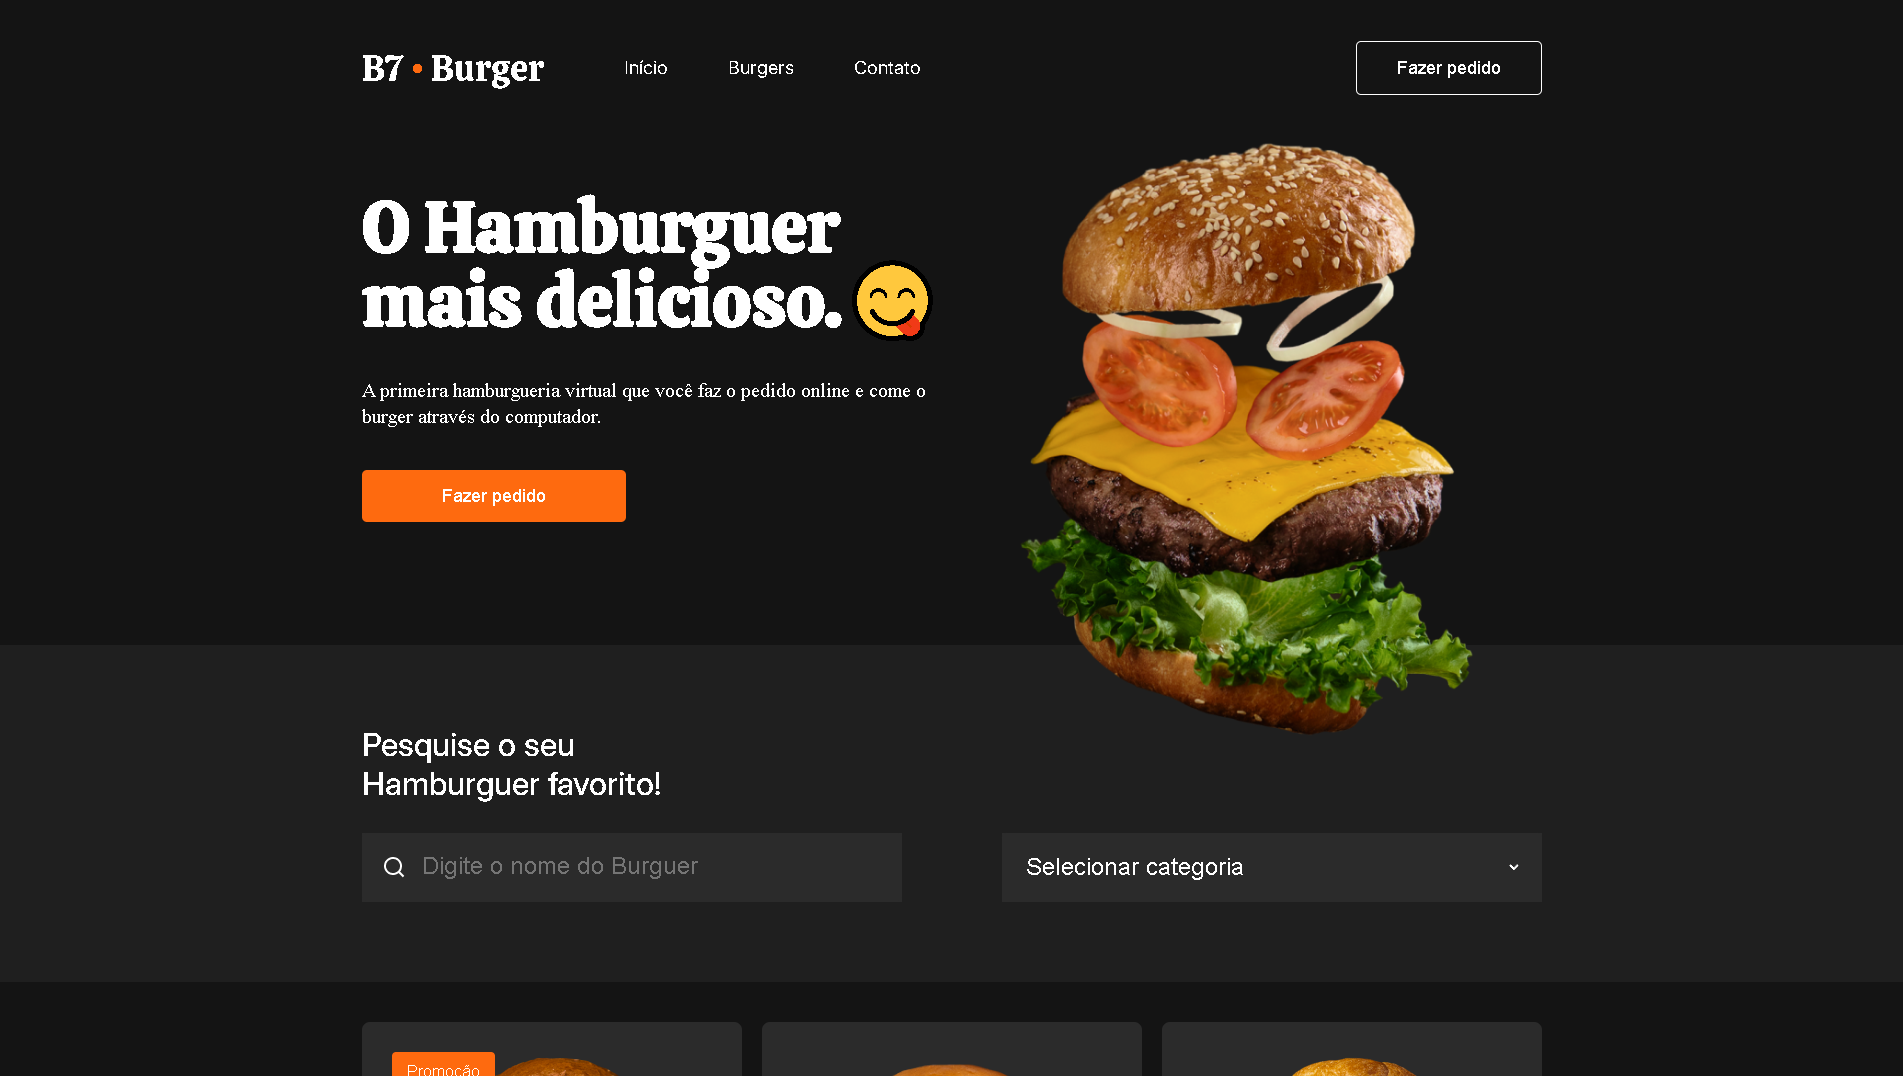 B7 • Burger
Início
Burgers
Contato
Fazer pedido
O Hamburguer
mais delicioso.
A primeira hamburgueria virtual que você faz o pedido online e come o
burger através do computador.
Fazer pedido
Pesquise o seu
Hamburguer favorito!
Digite o nome do Burguer
Selecionar categoria
Promoção